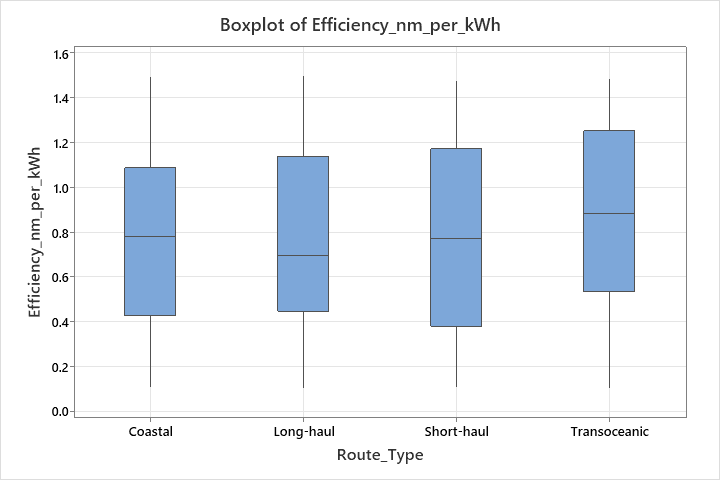 Boxplot of Efficiency_nm_per_kWh
Efficiency_nm_per_kWh
1.6
1.4
1.2
1.0
0.8
0.6
0.4
0.2
0.0
Coastal Long-haul Short-haul Transoceanic
Route_Type